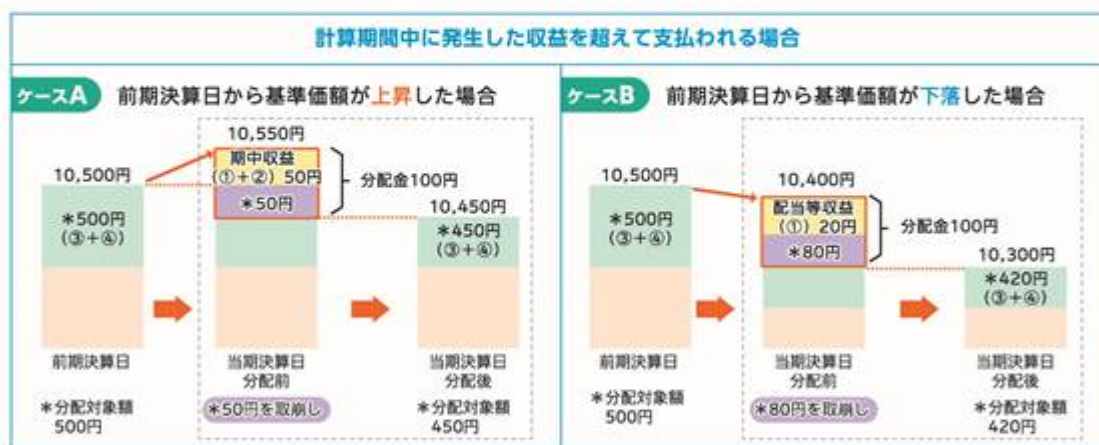 計算期間中に発生した収益を超えて支払われる場合
ケースA 前期決算日から基準価額が上昇した場合
10,550円
10,500円
期中収益
(①+②) 50円
*50円
分配金100円
10,450円
*500円
(③+④)
*450円
(③+④)
前期決算日
当期決算日
分配前
当期決算日
分配後
*分配対象額
500円
*50円を取崩し
*分配対象額
450円
ケースB 前期決算日から基準価額が下落した場合
10,500円
10,400円
配当等収益
(①) 20円
*80円
分配金100円
10,300円
*500円
(③+④)
*420円
(③+④)
前期決算日
当期決算日
分配前
当期決算日
分配後
*分配対象額
500円
*80円を取崩し
*分配対象額
420円